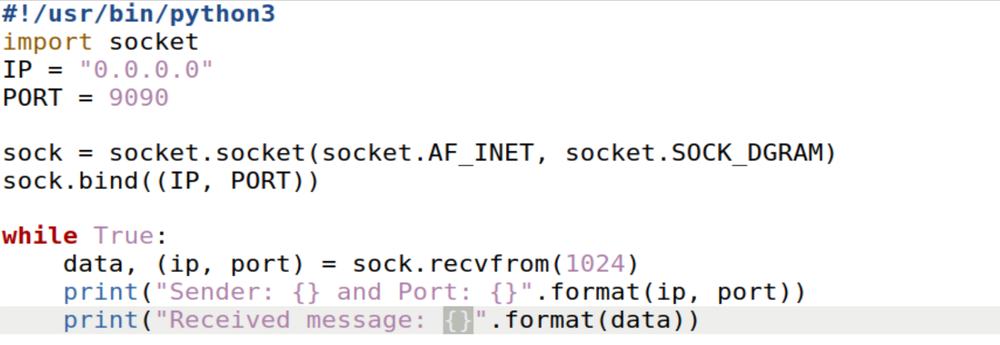 #!/usr/bin/python3
import socket
IP = "0.0.0.0"
PORT = 9090

sock = socket.socket(socket.AF_INET, socket.SOCK_DGRAM)
sock.bind((IP, PORT))

while True:
    data, (ip, port) = sock.recvfrom(1024)
    print("Sender: {} and Port: {}".format(ip, port))
    print("Received message: {}".format(data))